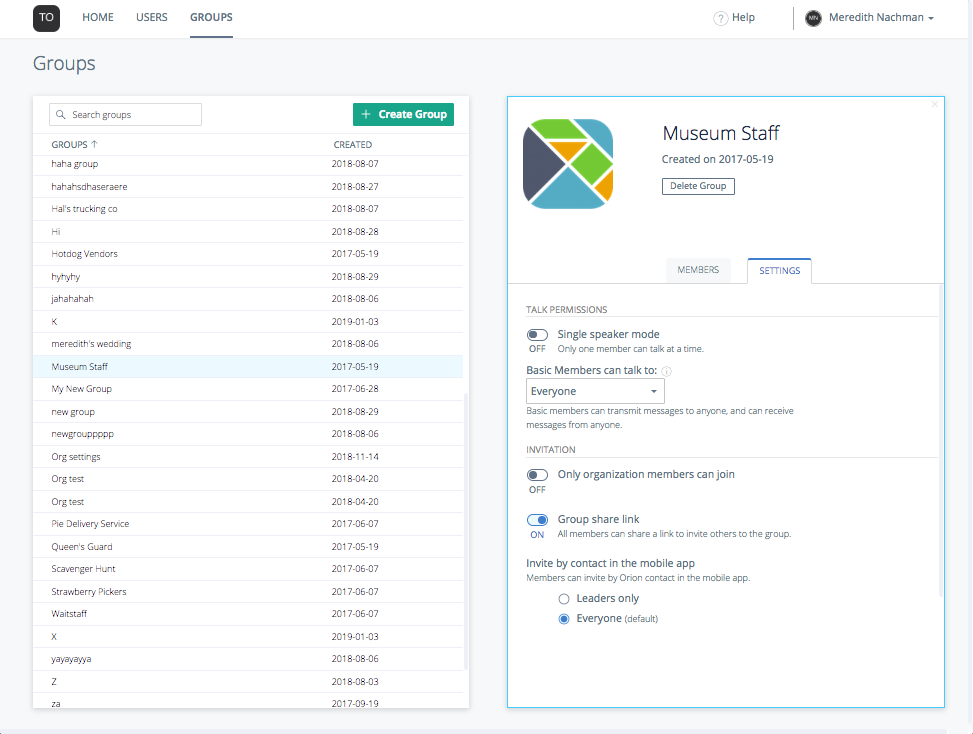 TO HOME USERS GROUPS ? Help MN Meredith Nachman
Groups
Search groups + Create Group
GROUPS ↑ CREATED
haha group 2018-08-07
hahahsdhaseraere 2018-08-27
Hal's trucking co 2018-08-07
Hi 2018-08-28
Hotdog Vendors 2017-05-19
hyhyhy 2018-08-29
jahahahah 2018-08-06
K 2019-01-03
meredith's wedding 2018-08-06
Museum Staff 2017-05-19
My New Group 2017-06-28
new group 2018-08-29
newgrouppppp 2018-08-06
Org settings 2018-11-14
Org test 2018-04-20
Org test 2018-04-20
Pie Delivery Service 2017-06-07
Queen's Guard 2017-05-19
Scavenger Hunt 2017-06-07
Strawberry Pickers 2017-06-07
Waitstaff 2017-06-07
X 2019-01-03
yayayayya 2018-08-06
Z 2018-08-03
za 2017-09-19
Museum Staff
Created on 2017-05-19
Delete Group
MEMBERS SETTINGS
TALK PERMISSIONS
Single speaker mode
OFF Only one member can talk at a time.
Basic Members can talk to:
Everyone
Basic members can transmit messages to anyone, and can receive
messages from anyone.
INVITATION
Only organization members can join
OFF
Group share link
ON All members can share a link to invite others to the group.
Invite by contact in the mobile app
Members can invite by Orion contact in the mobile app.
Leaders only
Everyone (default)